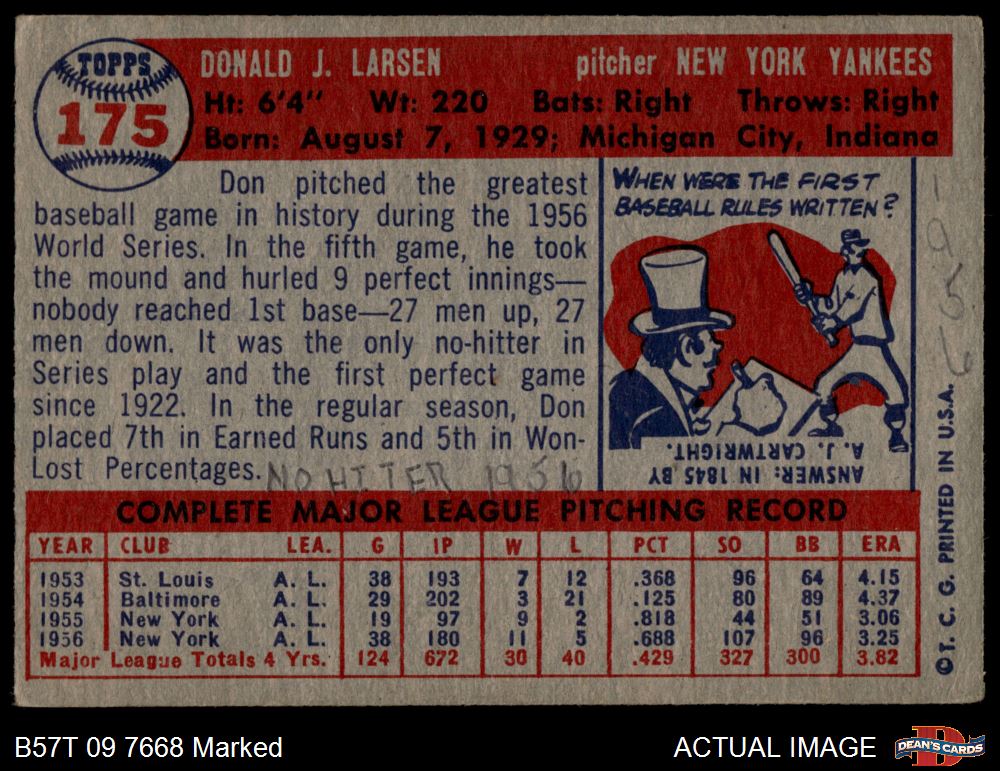 TOPPS
175
DONALD J. LARSEN pitcher NEW YORK YANKEES
Ht: 6'4" Wt: 220 Bats: Right Throws: Right
Born: August 7, 1929; Michigan City, Indiana
Don pitched the greatest
baseball game in history during the 1956
World Series. In the fifth game, he took
the mound and hurled 9 perfect innings—
nobody reached 1st base—27 men up, 27
men down. It was the only no-hitter in
Series play and the first perfect game
since 1922. In the regular season, Don
placed 7th in Earned Runs and 5th in Won-
Lost Percentages.
NO HITTER 1956
WHEN WERE THE FIRST
BASEBALL RULES WRITTEN?
ANSWER: IN 1845 BY
A. J. CARTWRIGHT.
©T. C. G. PRINTED IN U.S.A.
COMPLETE MAJOR LEAGUE PITCHING RECORD
YEAR CLUB LEA. G IP W L PCT SO BB ERA
1953 St. Louis A. L. 38 193 7 12 .368 96 64 4.15
1954 Baltimore A. L. 29 202 3 21 .125 80 89 4.37
1955 New York A. L. 19 97 9 2 .818 44 51 3.06
1956 New York A. L. 38 180 11 5 .688 107 96 3.25
Major League Totals 4 Yrs. 124 672 30 40 .429 327 300 3.82
B57T 09 7668 Marked
ACTUAL IMAGE
DEAN'S CARDS